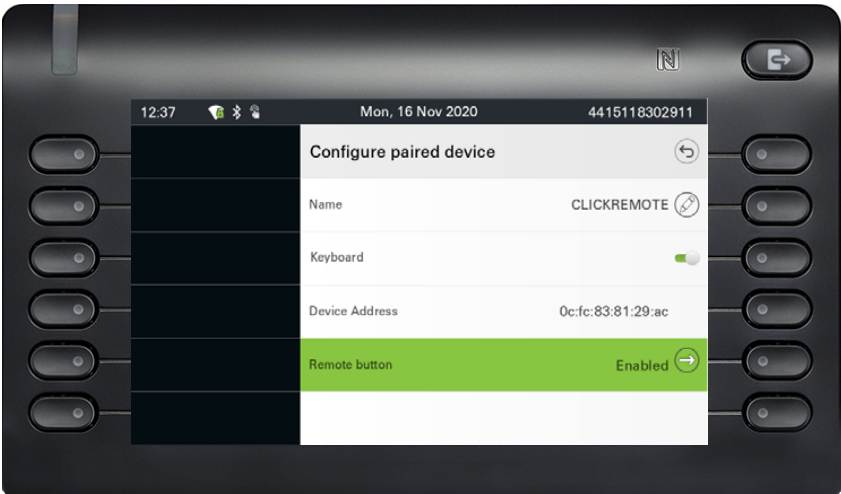 12:37 Mon, 16 Nov 2020 4415118302911
Configure paired device
Name CLICKREMOTE
Keyboard
Device Address 0c:fc:83:81:29:ac
Remote button Enabled